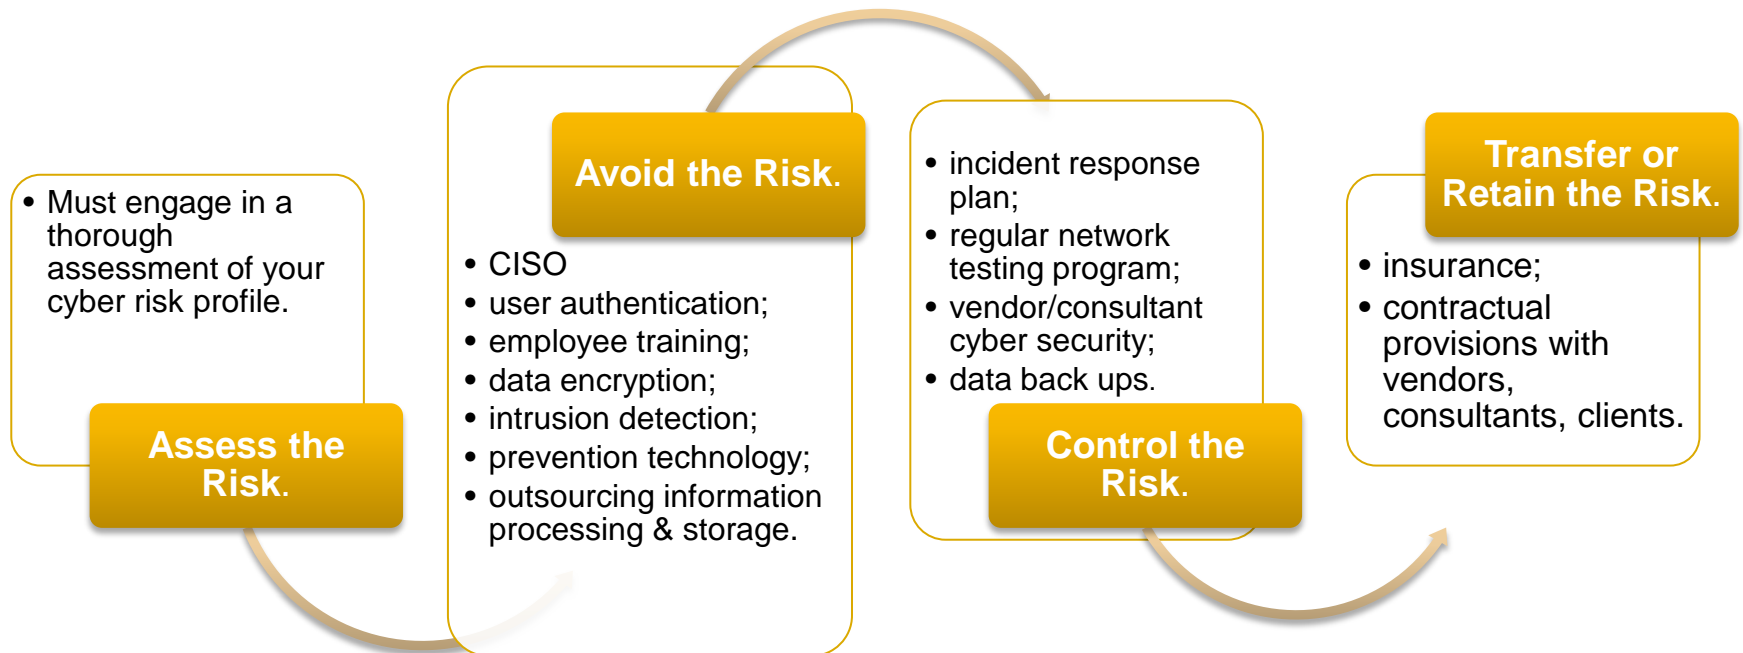 • Must engage in a
thorough
assessment of your
cyber risk profile.
Assess the
Risk.
Avoid the Risk.
• CISO
• user authentication;
• employee training;
• data encryption;
• intrusion detection;
• prevention technology;
• outsourcing information
processing & storage.
• incident response
plan;
• regular network
testing program;
• vendor/consultant
cyber security;
• data back ups.
Control the
Risk.
Transfer or
Retain the Risk.
• insurance;
• contractual
provisions with
vendors,
consultants, clients.